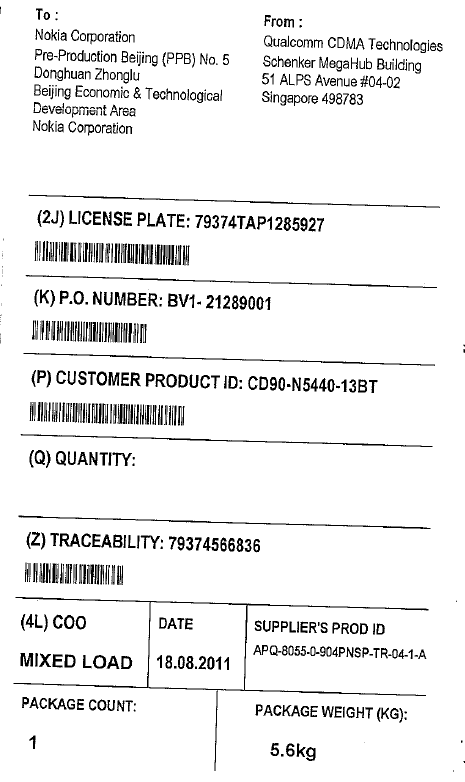 To :
Nokia Corporation
Pre-Production Beijing (PPB) No. 5
Donghuan Zhonglu
Beijing Economic & Technological
Development Area
Nokia Corporation
From :
Qualcomm CDMA Technologies
Schenker MegaHub Building
51 ALPS Avenue #04-02
Singapore 498783
(2J) LICENSE PLATE: 79374TAP1285927
(K) P.O. NUMBER: BV1- 21289001
(P) CUSTOMER PRODUCT ID: CD90-N5440-13BT
(Q) QUANTITY:
(Z) TRACEABILITY: 79374566836
(4L) COO
MIXED LOAD
DATE
18.08.2011
SUPPLIER'S PROD ID
APQ-8055-0-904PNSP-TR-04-1-A
PACKAGE COUNT:
1
PACKAGE WEIGHT (KG):
5.6kg